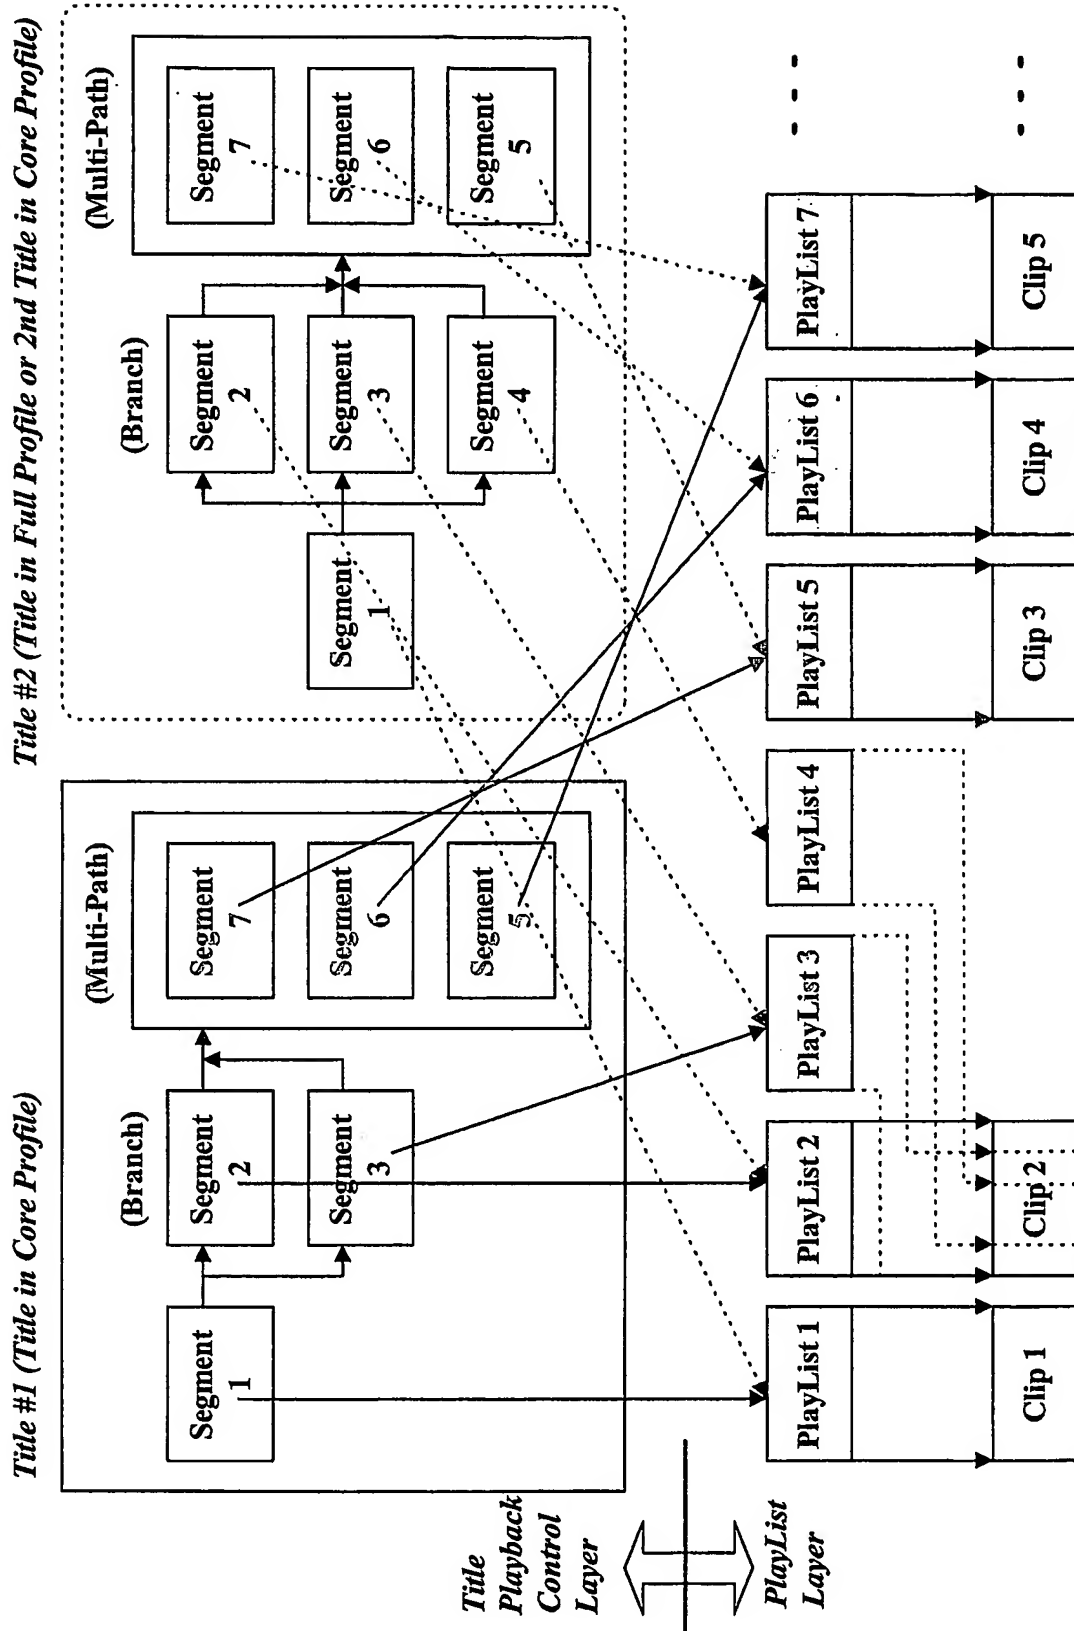 Title #1 (Title in Core Profile)
Title #2 (Title in Full Profile or 2nd Title in Core Profile)
(Branch)
(Multi-Path)
Segment
1
Segment
2
Segment
3
Segment
7
Segment
6
Segment
5
(Branch)
(Multi-Path)
Segment
1
Segment
2
Segment
3
Segment
4
Segment
7
Segment
6
Segment
5
Title
Playback
Control
Layer
PlayList
Layer
PlayList 1
PlayList 2
PlayList 3
PlayList 4
PlayList 5
PlayList 6
PlayList 7
Clip 1
Clip 2
Clip 3
Clip 4
Clip 5